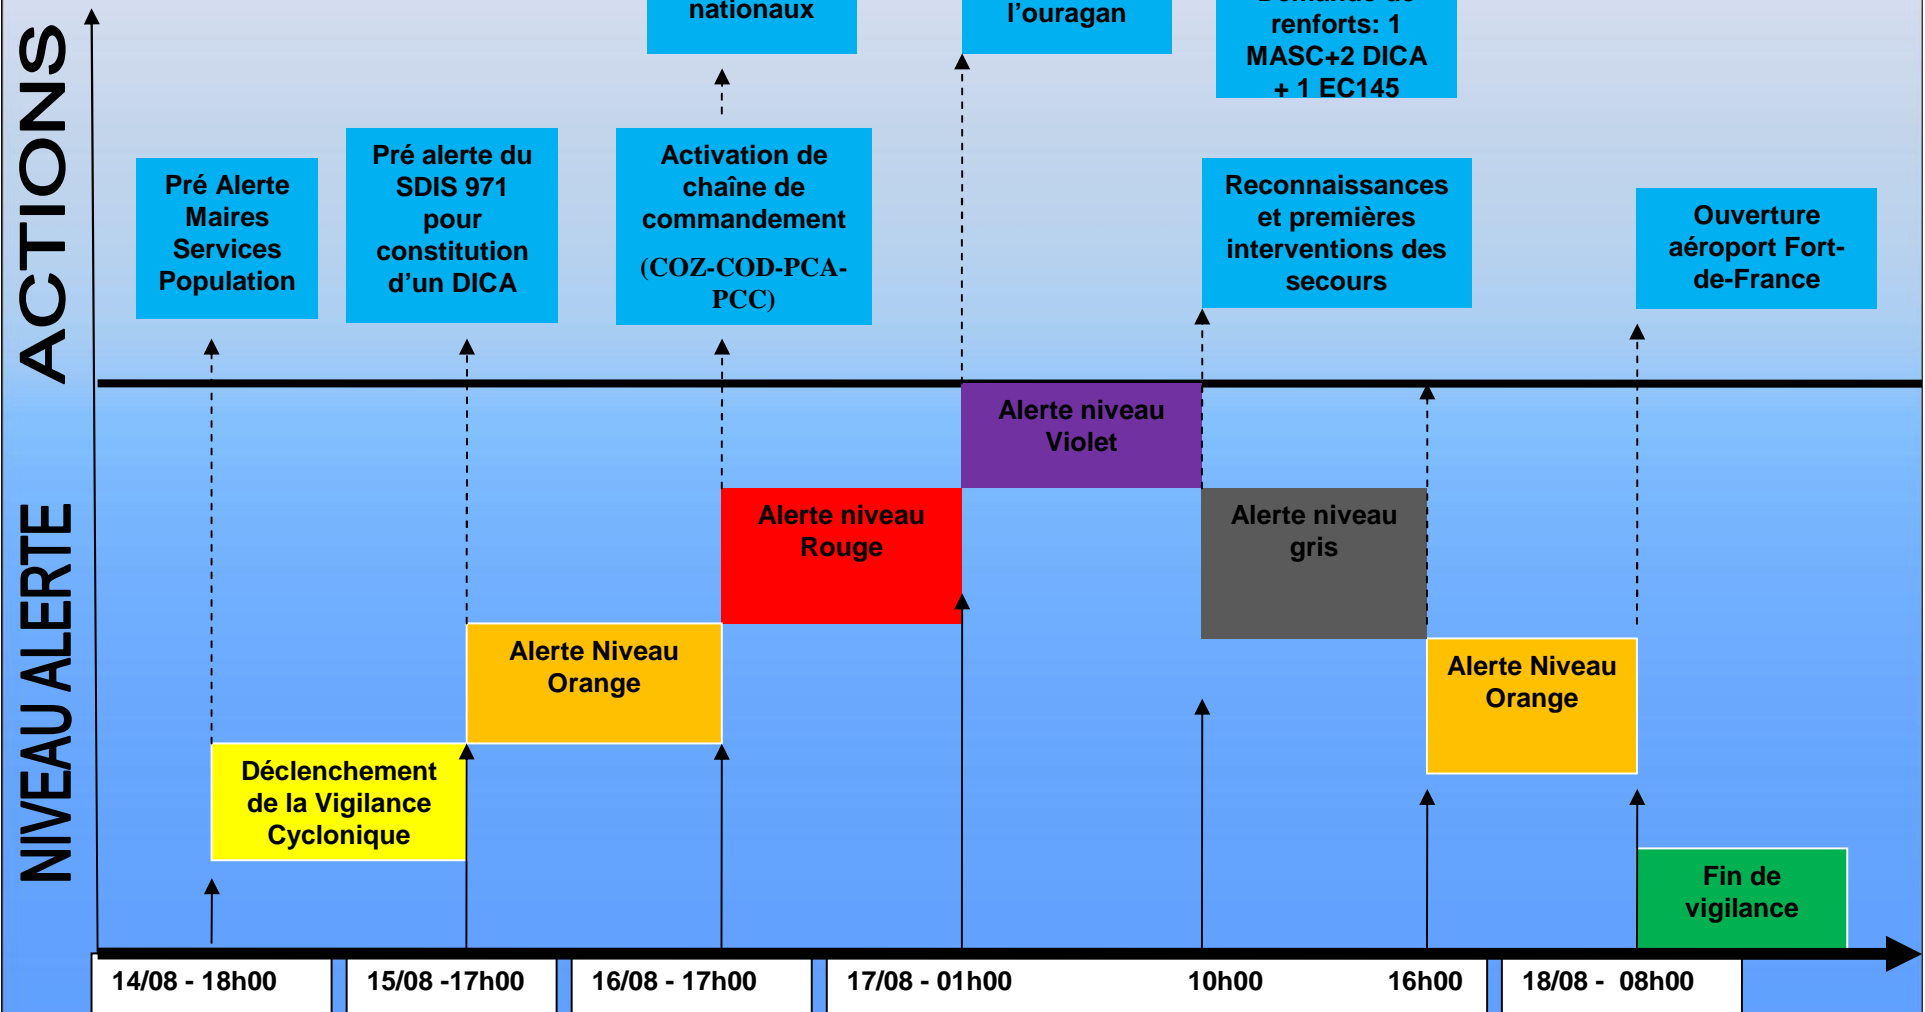 ACTIONS
nationaux
l'ouragan
renforts: 1
MASC+2 DICA
+ 1 EC145
Pré Alerte
Maires
Services
Population
Pré alerte du
SDIS 971
pour
constitution
d'un DICA
Activation de
chaîne de
commandement
(COZ-COD-PCA-
PCC)
Reconnaissances
et premières
interventions des
secours
Ouverture
aéroport Fort-
de-France
NIVEAU ALERTE
Alerte niveau
Violet
Alerte niveau
Rouge
Alerte niveau
gris
Alerte Niveau
Orange
Alerte Niveau
Orange
Déclenchement
de la Vigilance
Cyclonique
Fin de
vigilance
14/08 - 18h00
15/08 -17h00
16/08 - 17h00
17/08 - 01h00
10h00
16h00
18/08 - 08h00